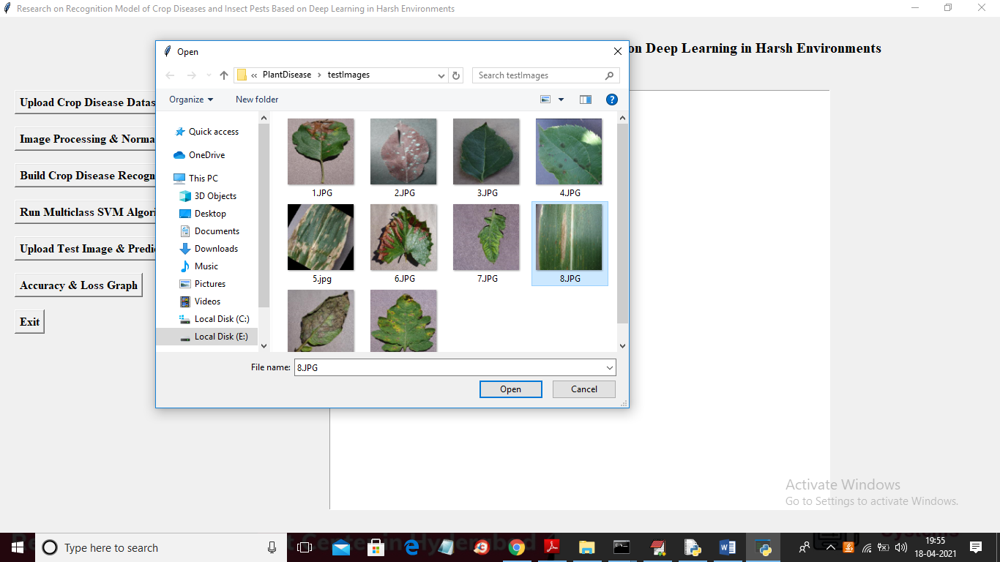 Research on Recognition Model of Crop Diseases and Insect Pests Based on Deep Learning in Harsh Environments
on Deep Learning in Harsh Environments
Upload Crop Disease Datas
Image Processing & Norma
Build Crop Disease Recogn
Run Multiclass SVM Algori
Upload Test Image & Predi
Accuracy & Loss Graph
Exit
Open
« PlantDisease › testImages
Search testImages
Organize
New folder
Quick access
OneDrive
This PC
3D Objects
Desktop
Documents
Downloads
Music
Pictures
Videos
Local Disk (C:)
Local Disk (E:)
1.JPG
2.JPG
3.JPG
4.JPG
5.jpg
6.JPG
7.JPG
8.JPG
File name: 8.JPG
Open
Cancel
Activate Windows
Go to Settings to activate Windows.
Type here to search
19:55
18-04-2021